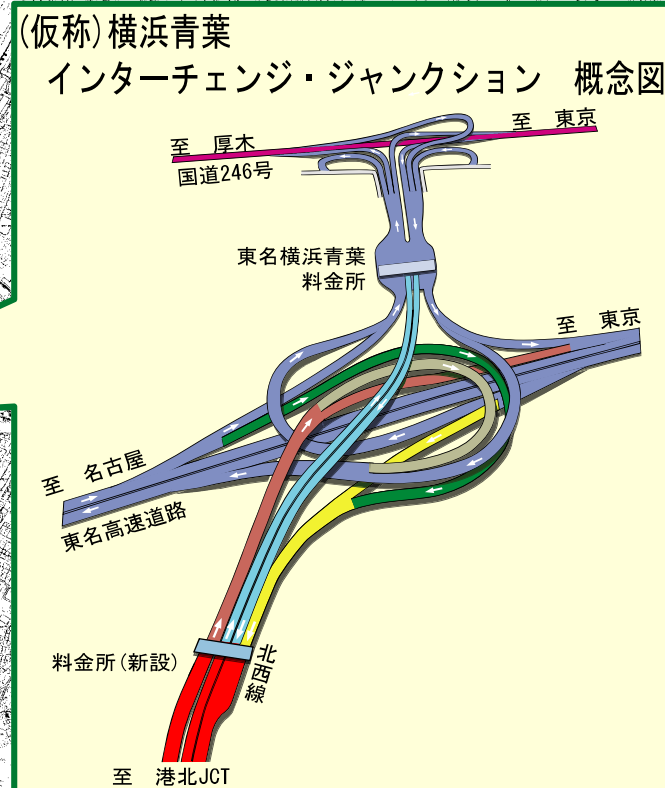 (仮称)横浜青葉
インターチェンジ・ジャンクション 概念図
至 東京
至 厚木
国道246号
東名横浜青葉
料金所
至 東京
至 名古屋
東名高速道路
料金所(新設)
北西線
至 港北JCT